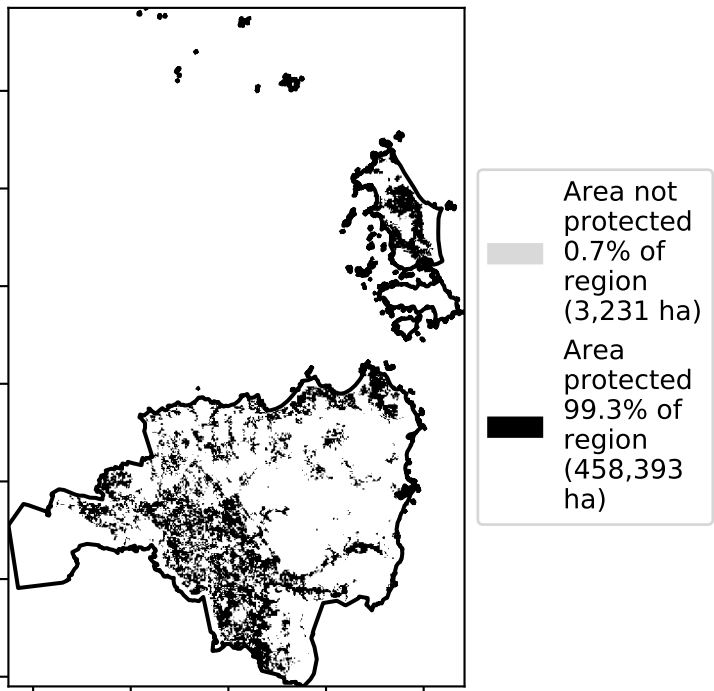 Area not
protected
0.7% of
region
(3,231 ha)
Area
protected
99.3% of
region
(458,393
ha)